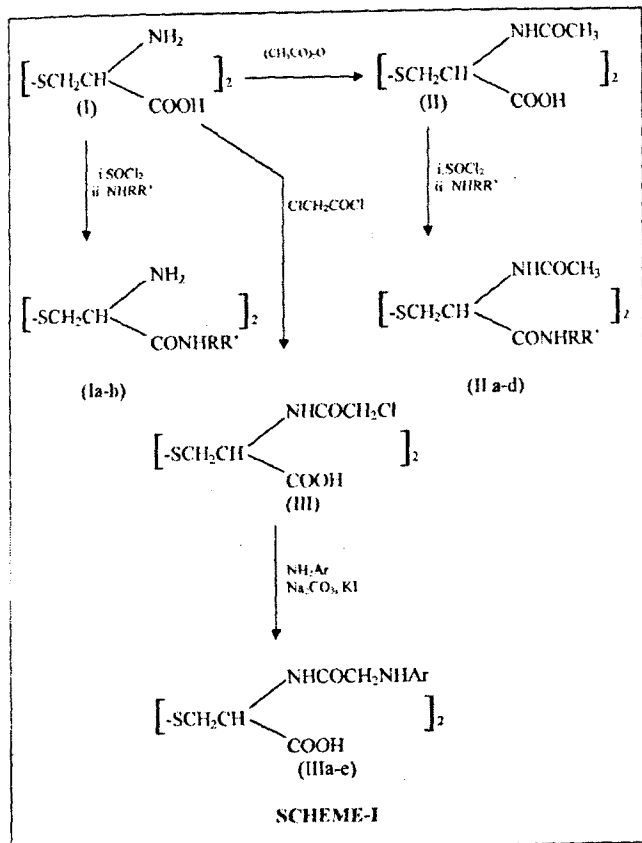 NH₂ NHCOCH₃
[-SCH₂CH ]₂ (CH₃CO)₂O [-SCH₂CH ]₂
(I) COOH (II) COOH
i.SOCl₂ i.SOCl₂
ii NHRR' ClCH₂COCl ii NHRR'
NH₂ NHCOCH₃
[-SCH₂CH ]₂ [-SCH₂CH ]₂
CONHRR' CONHRR'
(Ia-h) (II a-d)
NHCOCH₂Cl
[-SCH₂CH ]₂
COOH
(III)
NH₂Ar
Na₂CO₃, KI
NHCOCH₂NHAr
[-SCH₂CH ]₂
COOH
(IIIa-e)
SCHEME-I